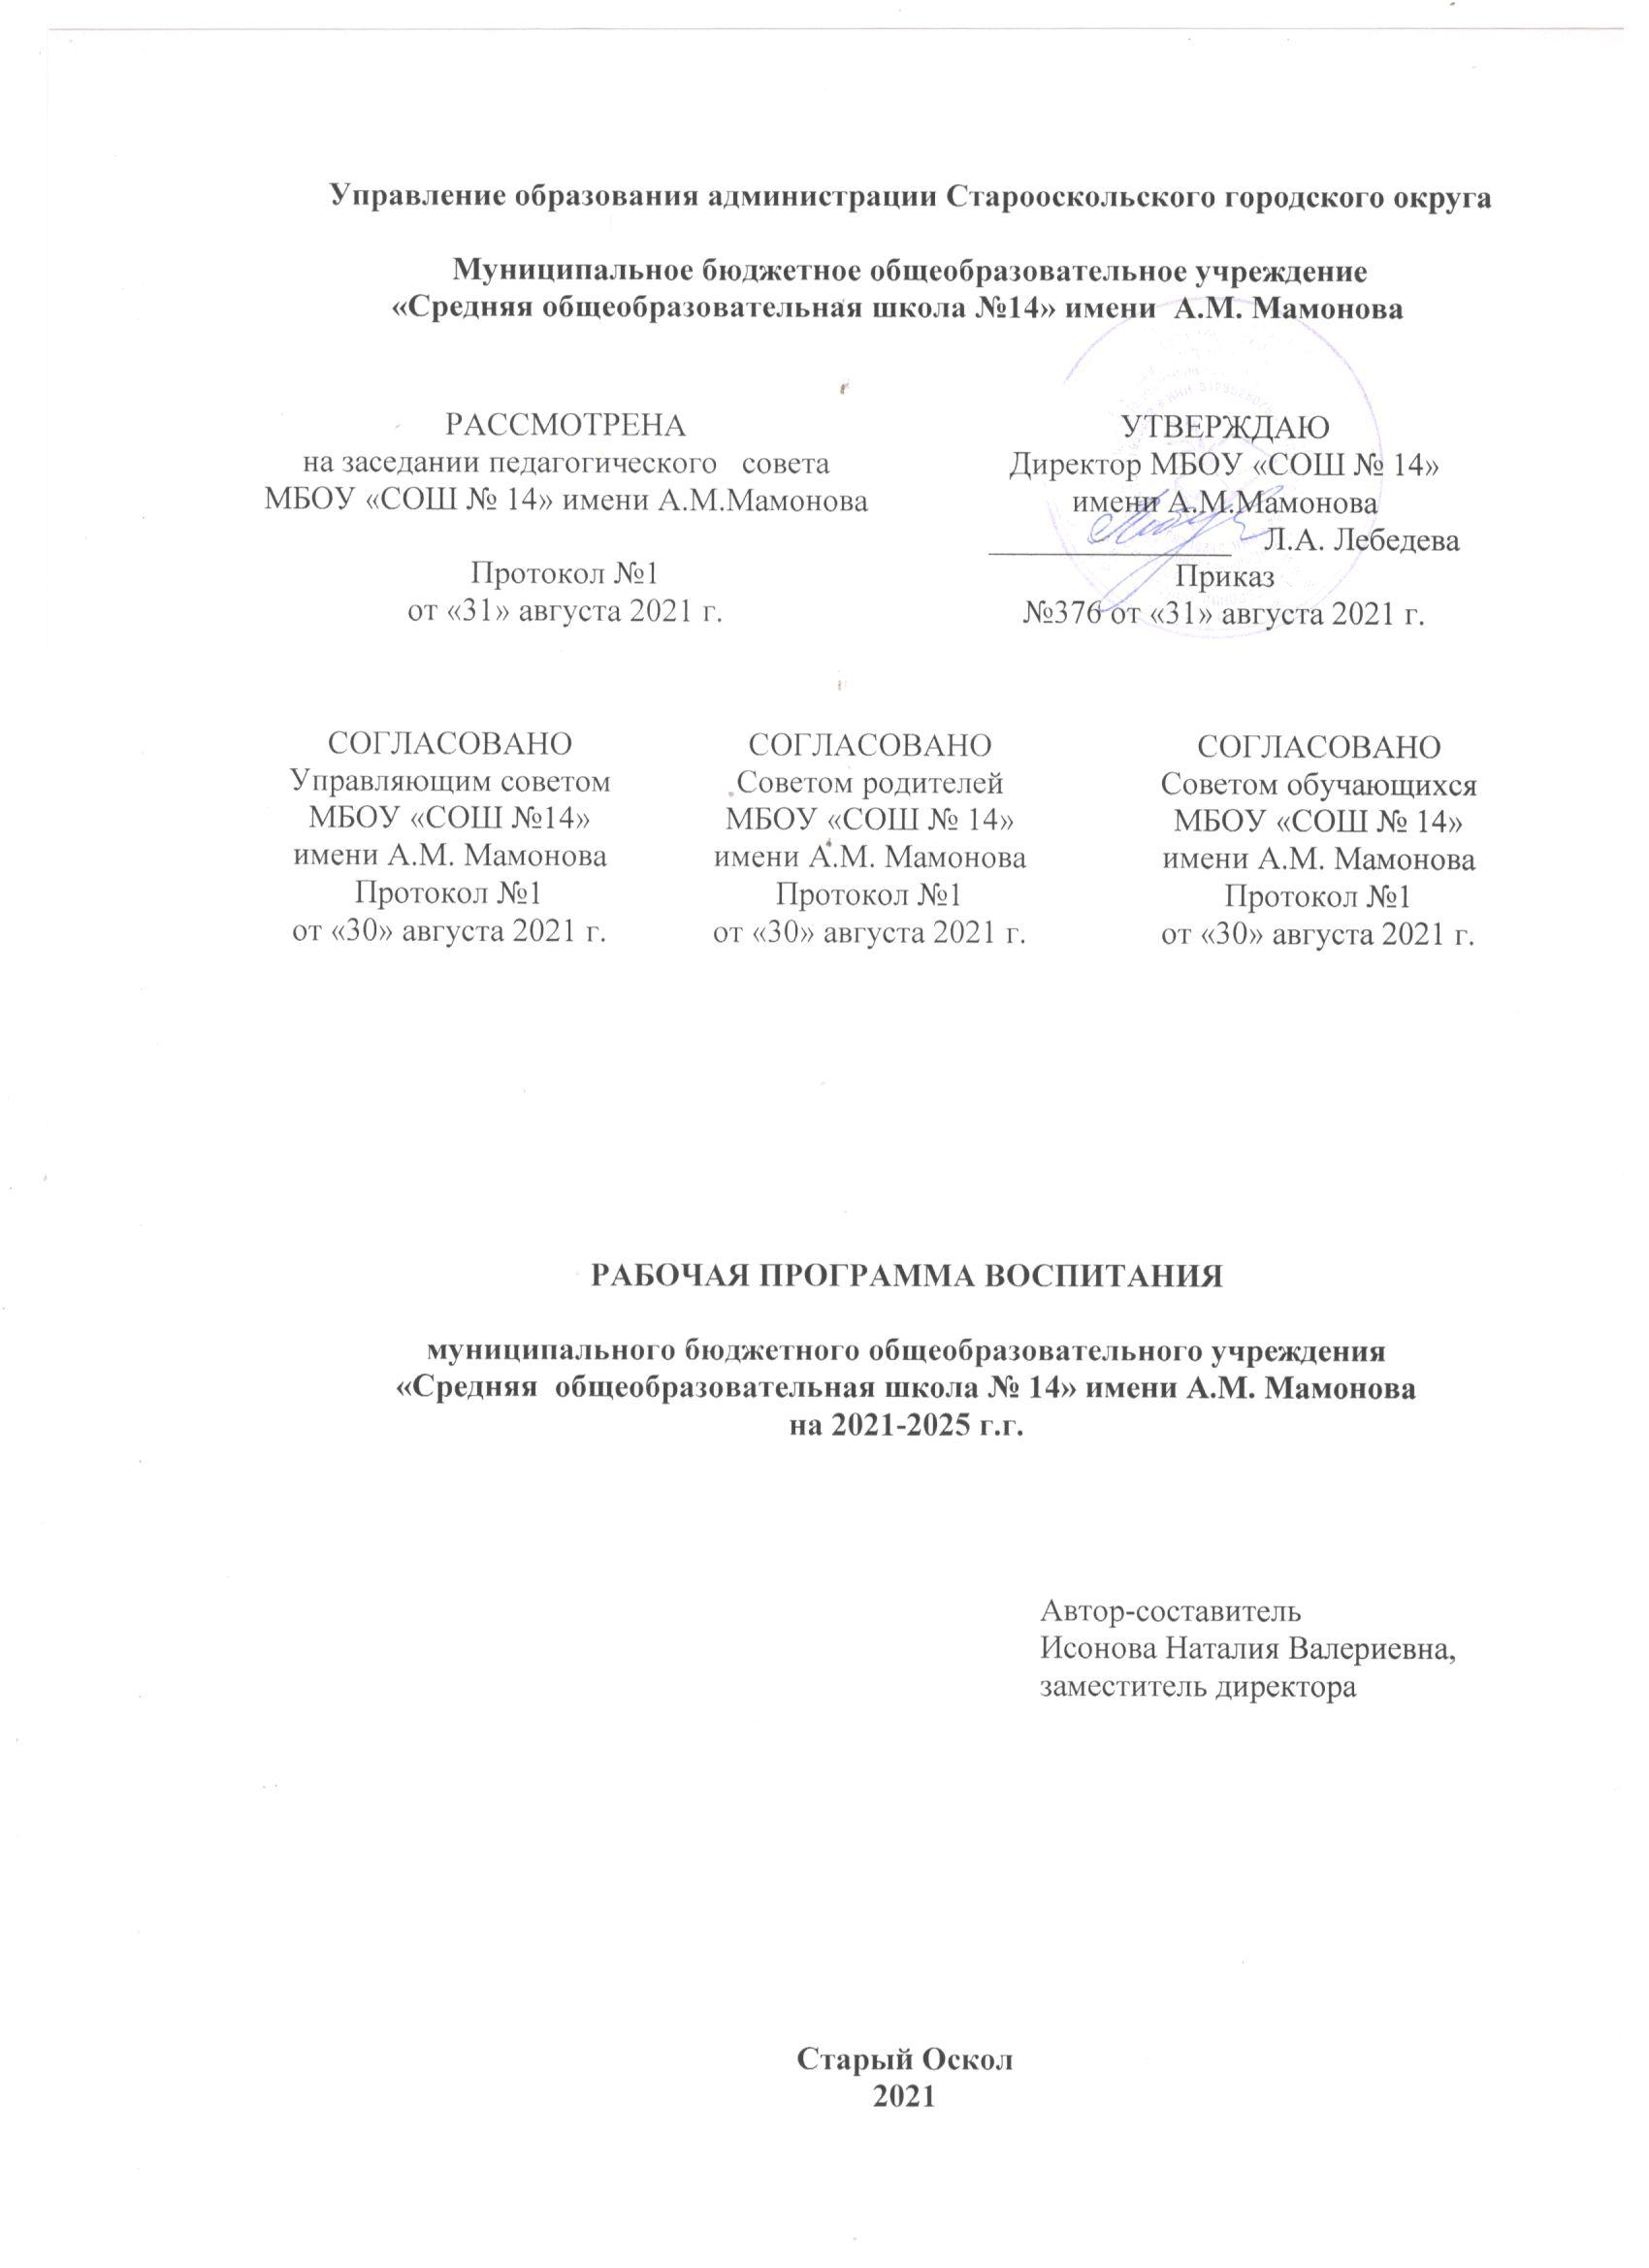 Управление образования администрации Старооскольского городского округа
Муниципальное бюджетное общеобразовательное учреждение
«Средняя общеобразовательная школа №14» имени А.М. Мамонова
РАССМОТРЕНА
на заседании педагогического совета
МБОУ «СОШ № 14» имени А.М.Мамонова
Протокол №1
от «31» августа 2021 г.
УТВЕРЖДАЮ
Директор МБОУ «СОШ № 14»
имени А.М.Мамонова
Л.А. Лебедева
Приказ
№376 от «31» августа 2021 г.
СОГЛАСОВАНО
Управляющим советом
МБОУ «СОШ №14»
имени А.М. Мамонова
Протокол №1
от «30» августа 2021 г.
СОГЛАСОВАНО
Советом родителей
МБОУ «СОШ № 14»
имени А.М. Мамонова
Протокол №1
от «30» августа 2021 г.
СОГЛАСОВАНО
Советом обучающихся
МБОУ «СОШ № 14»
имени А.М. Мамонова
Протокол №1
от «30» августа 2021 г.
РАБОЧАЯ ПРОГРАММА ВОСПИТАНИЯ
муниципального бюджетного общеобразовательного учреждения
«Средняя общеобразовательная школа № 14» имени А.М. Мамонова
на 2021-2025 г.г.
Автор-составитель
Исонова Наталия Валериевна,
заместитель директора
Старый Оскол
2021